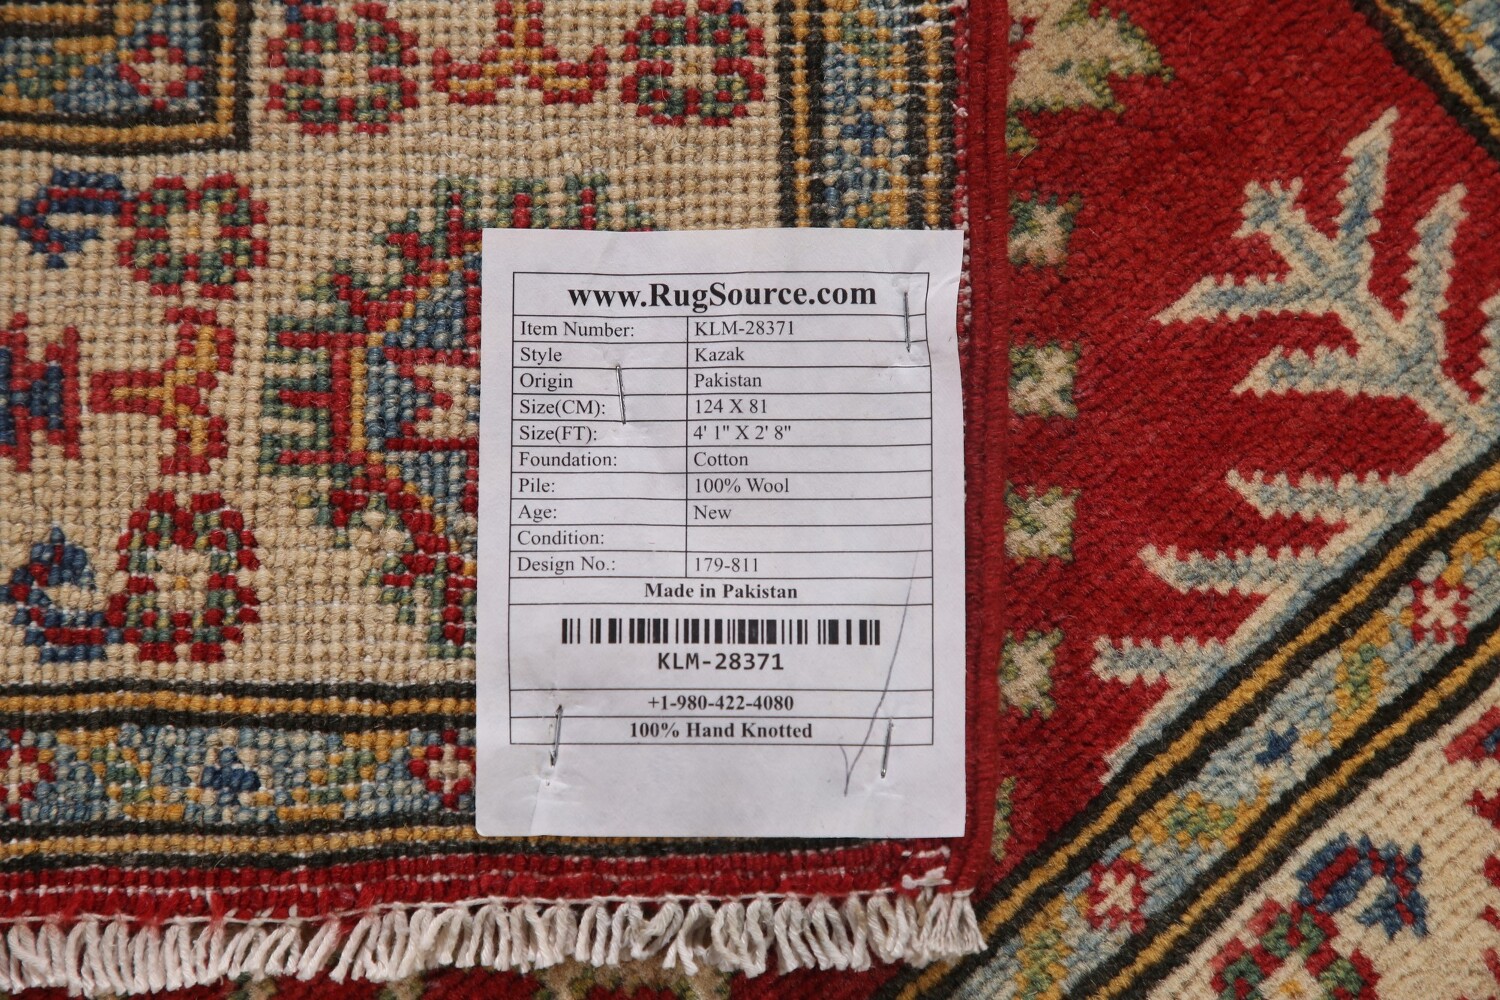 www.RugSource.com
Item Number: KLM-28371
Style Kazak
Origin Pakistan
Size(CM): 124 X 81
Size(FT): 4' 1" X 2' 8"
Foundation: Cotton
Pile: 100% Wool
Age: New
Condition:
Design No.: 179-811
Made in Pakistan
KLM-28371
+1-980-422-4080
100% Hand Knotted